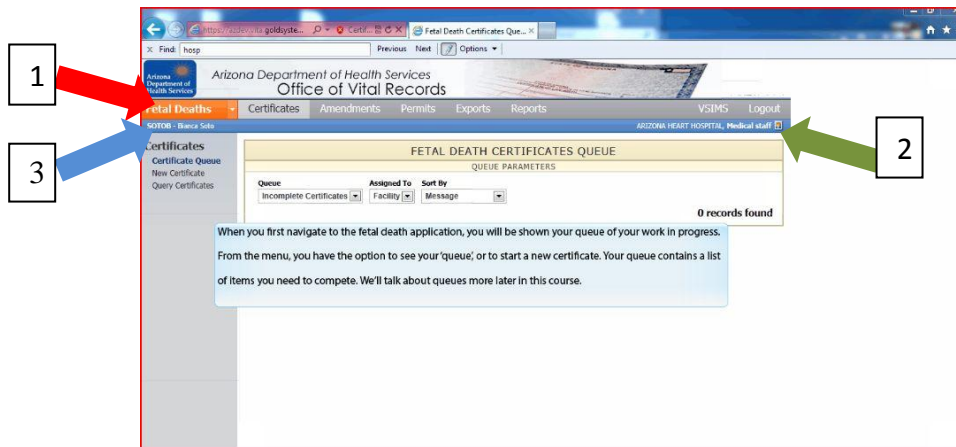 goldsyste...
Certif...
Fetal Death Certificates Que... ×
x Find: hosp Previous Next Options
1
Arizona
Department of
Health Services
Arizona Department of Health Services
Office of Vital Records
Fetal Deaths Certificates Amendments Permits Exports Reports VSIMS Logout
SOTOB - Bianca Soto ARIZONA HEART HOSPITAL, Medical staff
2
3
Certificates
Certificate Queue
New Certificate
Query Certificates
FETAL DEATH CERTIFICATES QUEUE
QUEUE PARAMETERS
Queue Assigned To Sort By
Incomplete Certificates Facility Message
0 records found
When you first navigate to the fetal death application, you will be shown your queue of your work in progress.
From the menu, you have the option to see your 'queue', or to start a new certificate. Your queue contains a list
of items you need to compete. We'll talk about queues more later in this course.